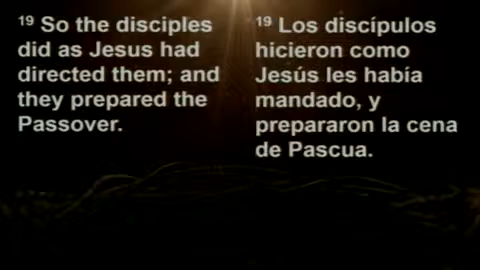 19 So the disciples
did as Jesus had
directed them; and
they prepared the
Passover.
19 Los discípulos
hicieron como
Jesús les había
mandado, y
prepararon la cena
de Pascua.